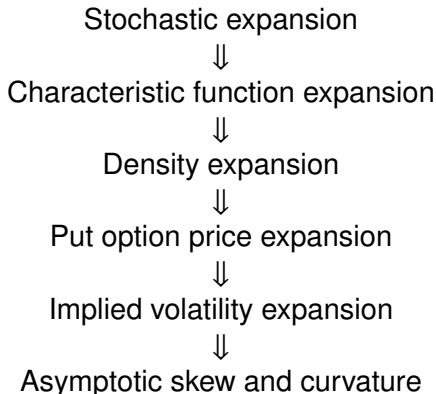 Stochastic expansion
⇓
Characteristic function expansion
⇓
Density expansion
⇓
Put option price expansion
⇓
Implied volatility expansion
⇓
Asymptotic skew and curvature